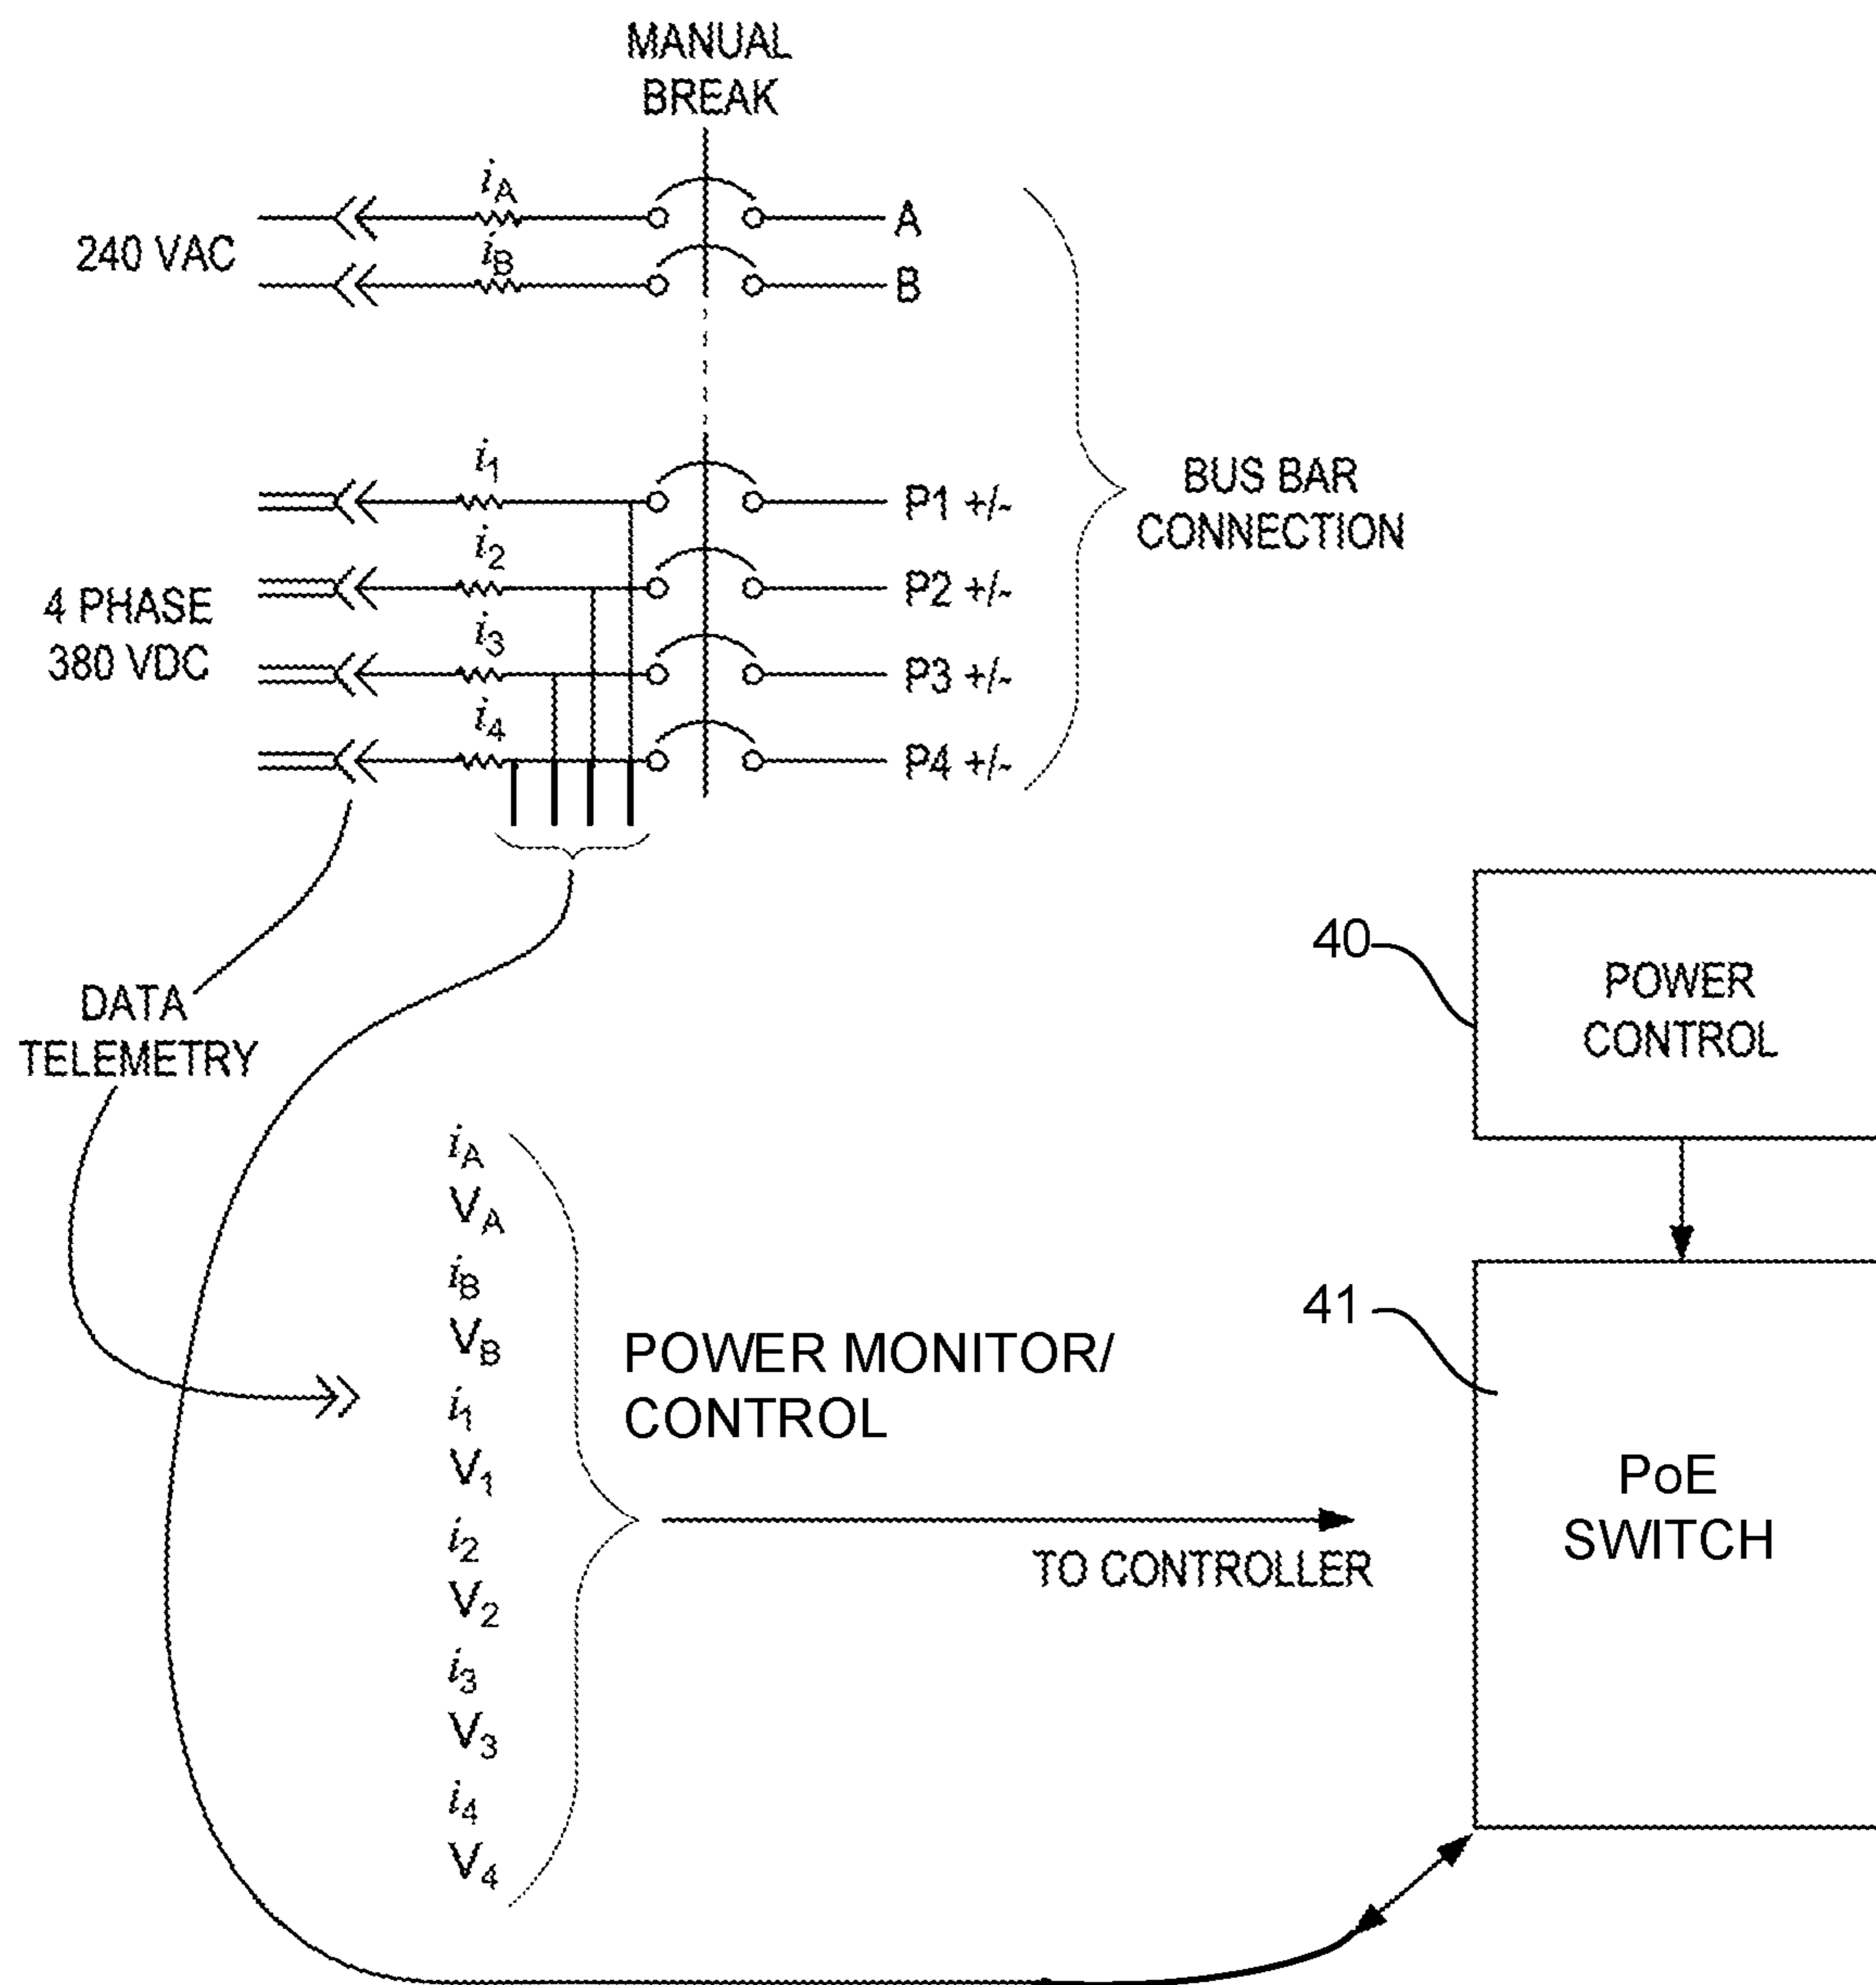 MANUAL
BREAK
iA
240 VAC
A
iB
B
i1
P1 +/-
BUS BAR
CONNECTION
i2
4 PHASE
380 VDC
P2 +/-
i3
P3 +/-
i4
P4 +/-
40
POWER
CONTROL
DATA
TELEMETRY
iA
VA
iB
VB
i1
V1
i2
V2
i3
V3
i4
V4
POWER MONITOR/
CONTROL
TO CONTROLLER
41
PoE
SWITCH